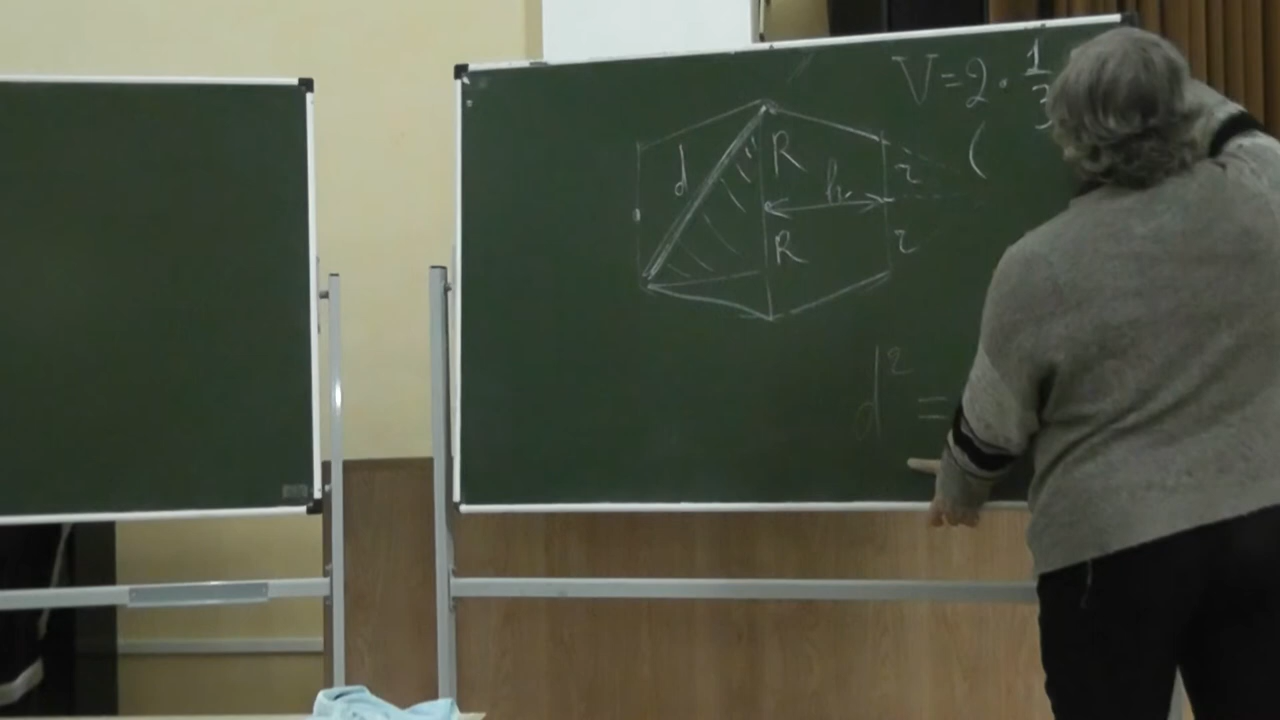 V = 2 · 1/3
(
d
R
r
h
R
r
d² =